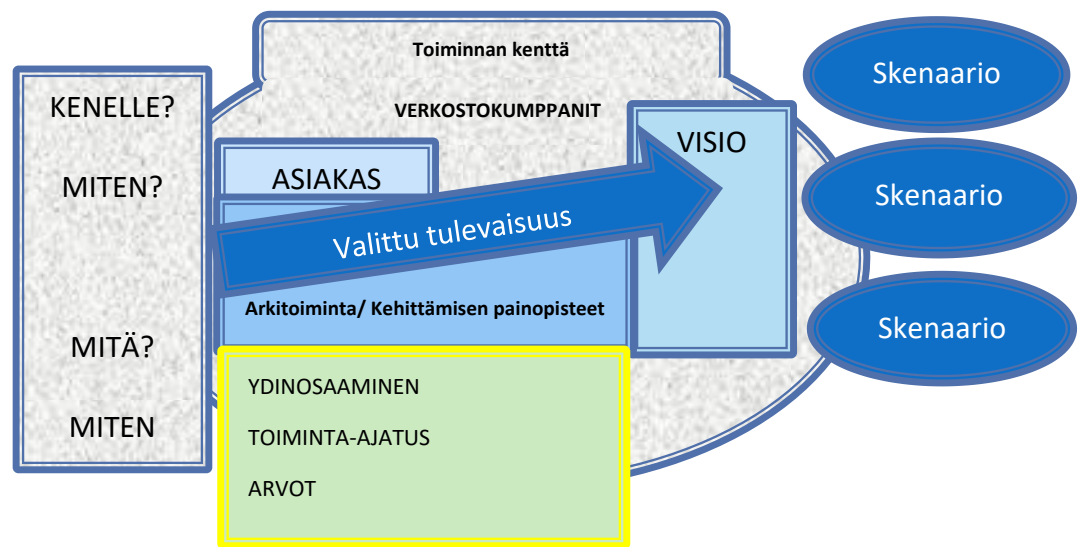 Toiminnan kenttä
VERKOSTOKUMPPANIT
KENELLE?
MITEN?
MITÄ?
MITEN
ASIAKAS
VISIO
Valittu tulevaisuus
Arkitoiminta/ Kehittämisen painopisteet
YDINOSAAMINEN
TOIMINTA-AJATUS
ARVOT
Skenaario
Skenaario
Skenaario